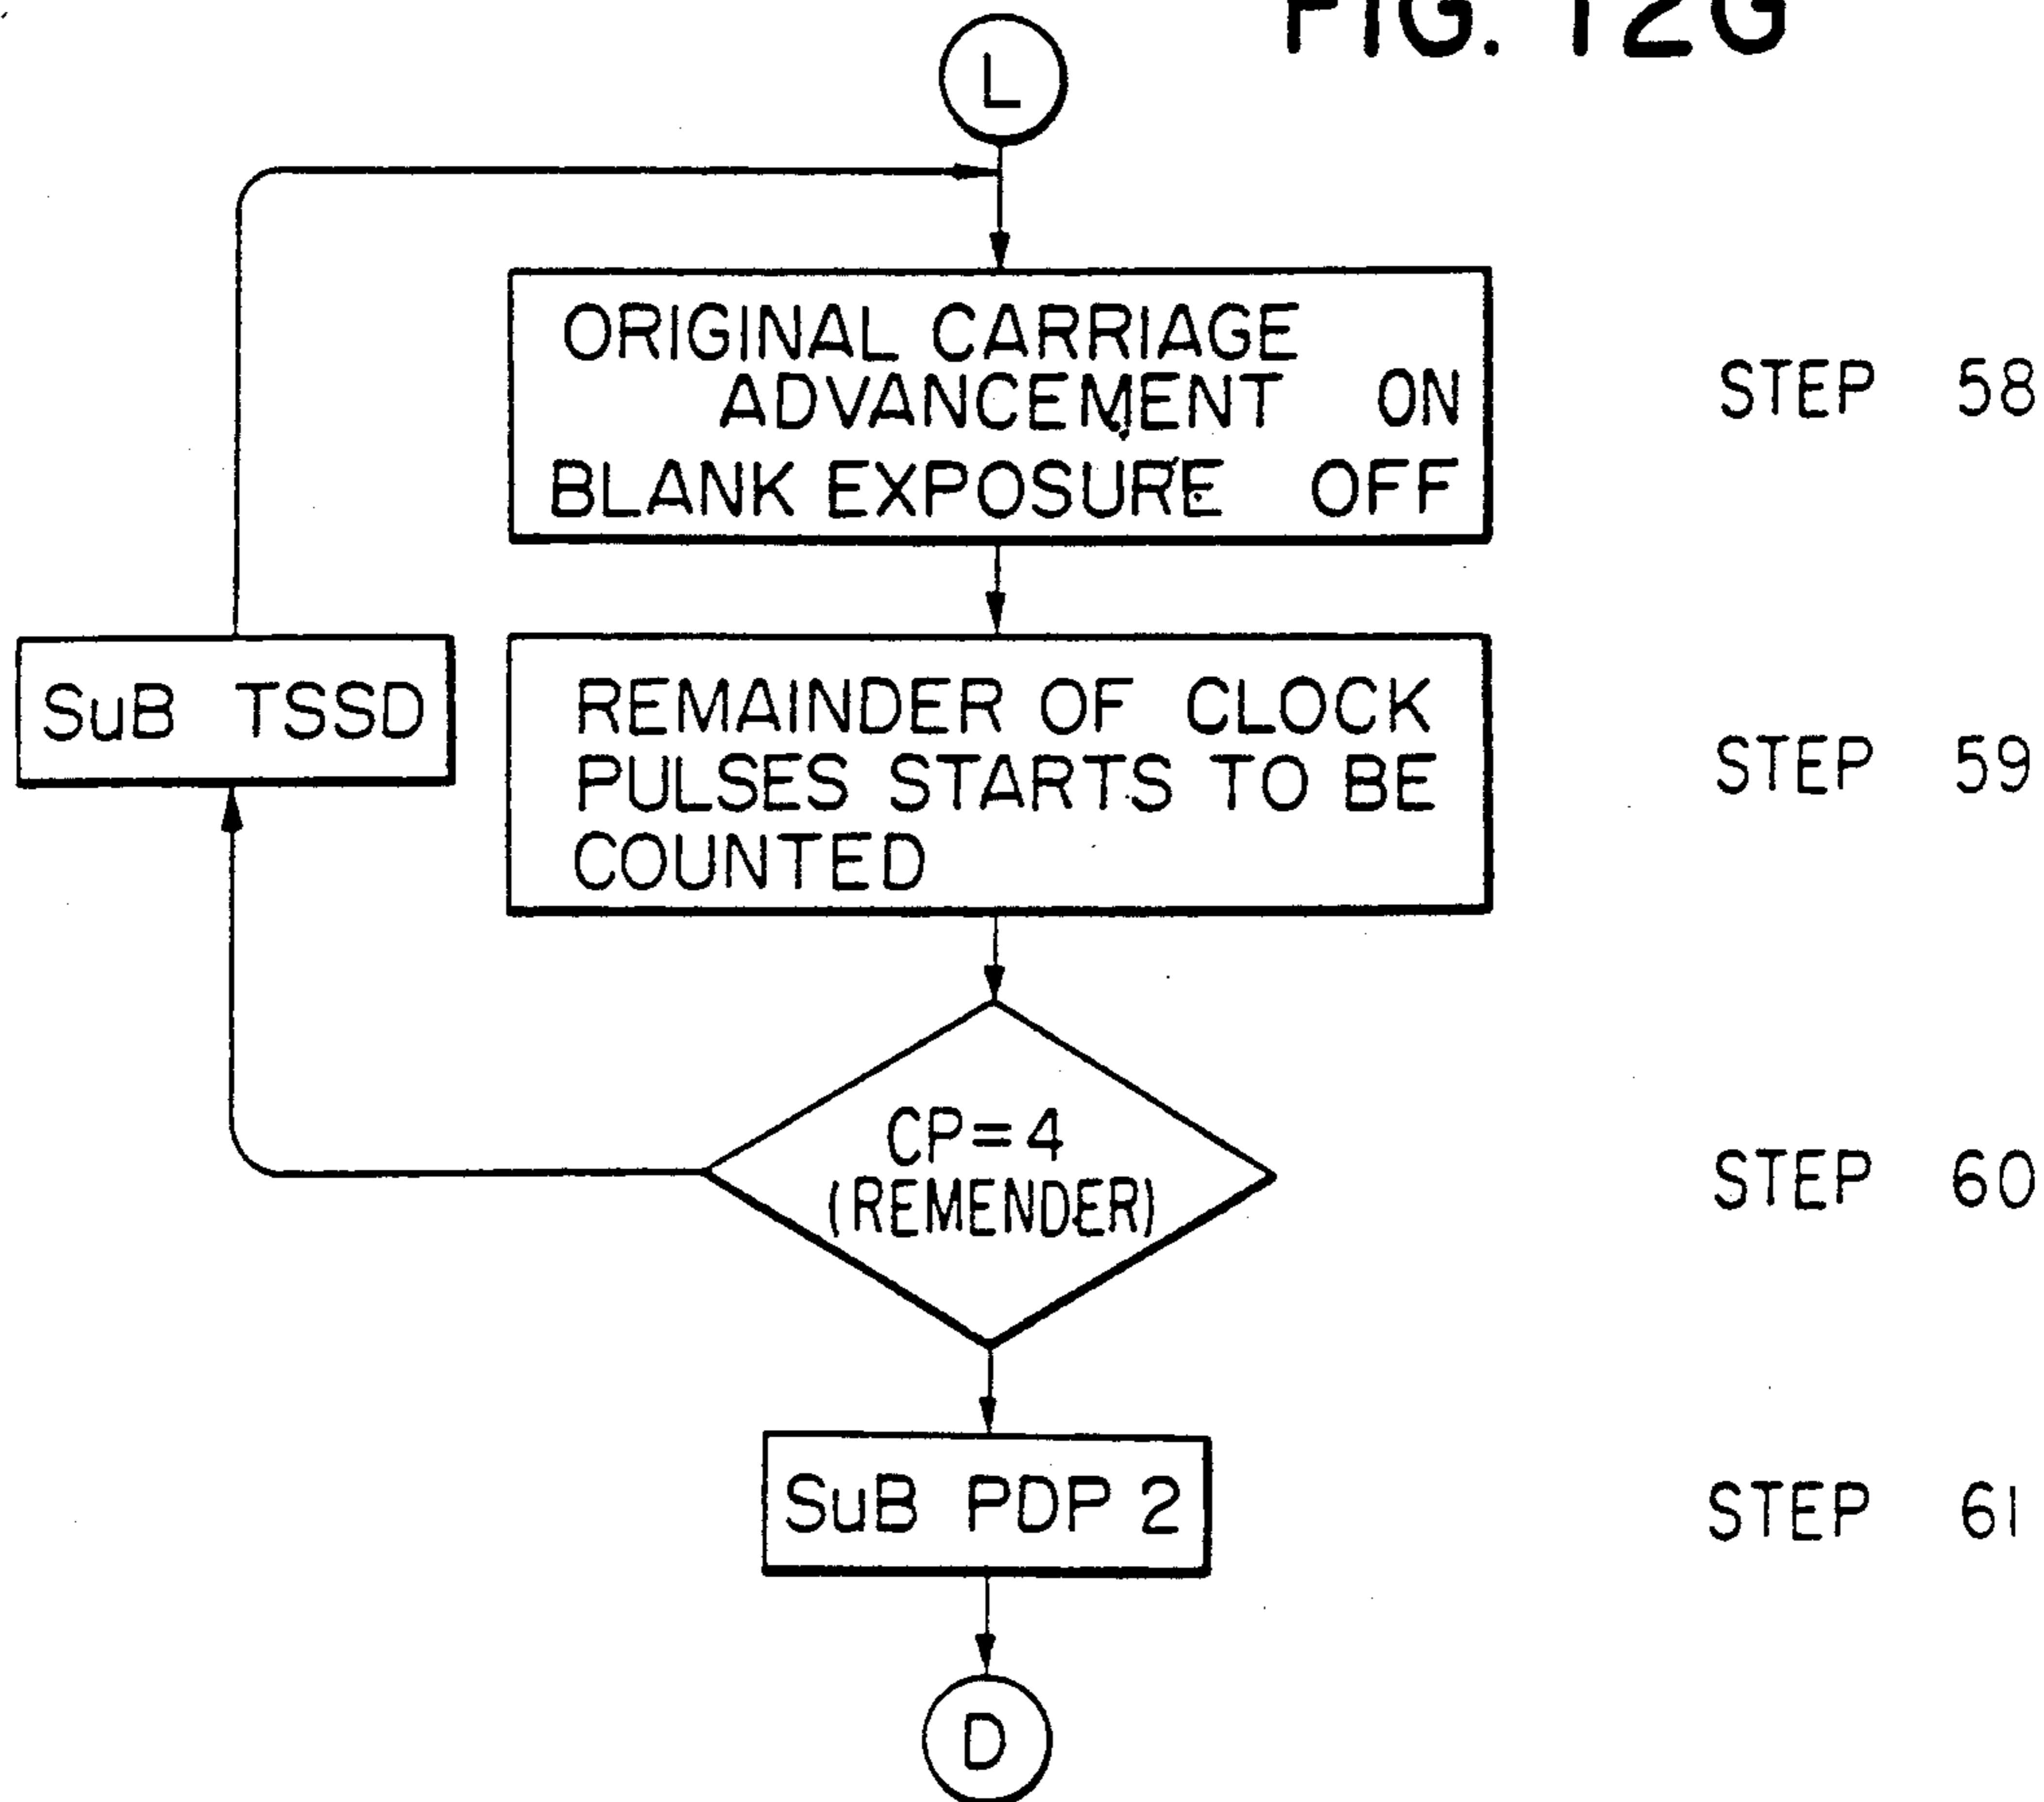 FIG. 12G
L
ORIGINAL CARRIAGE
ADVANCEMENT ON
BLANK EXPOSURE OFF
STEP 58
SuB TSSD
REMAINDER OF CLOCK
PULSES STARTS TO BE
COUNTED
STEP 59
CP=4
(REMENDER)
STEP 60
SuB PDP 2
STEP 61
D